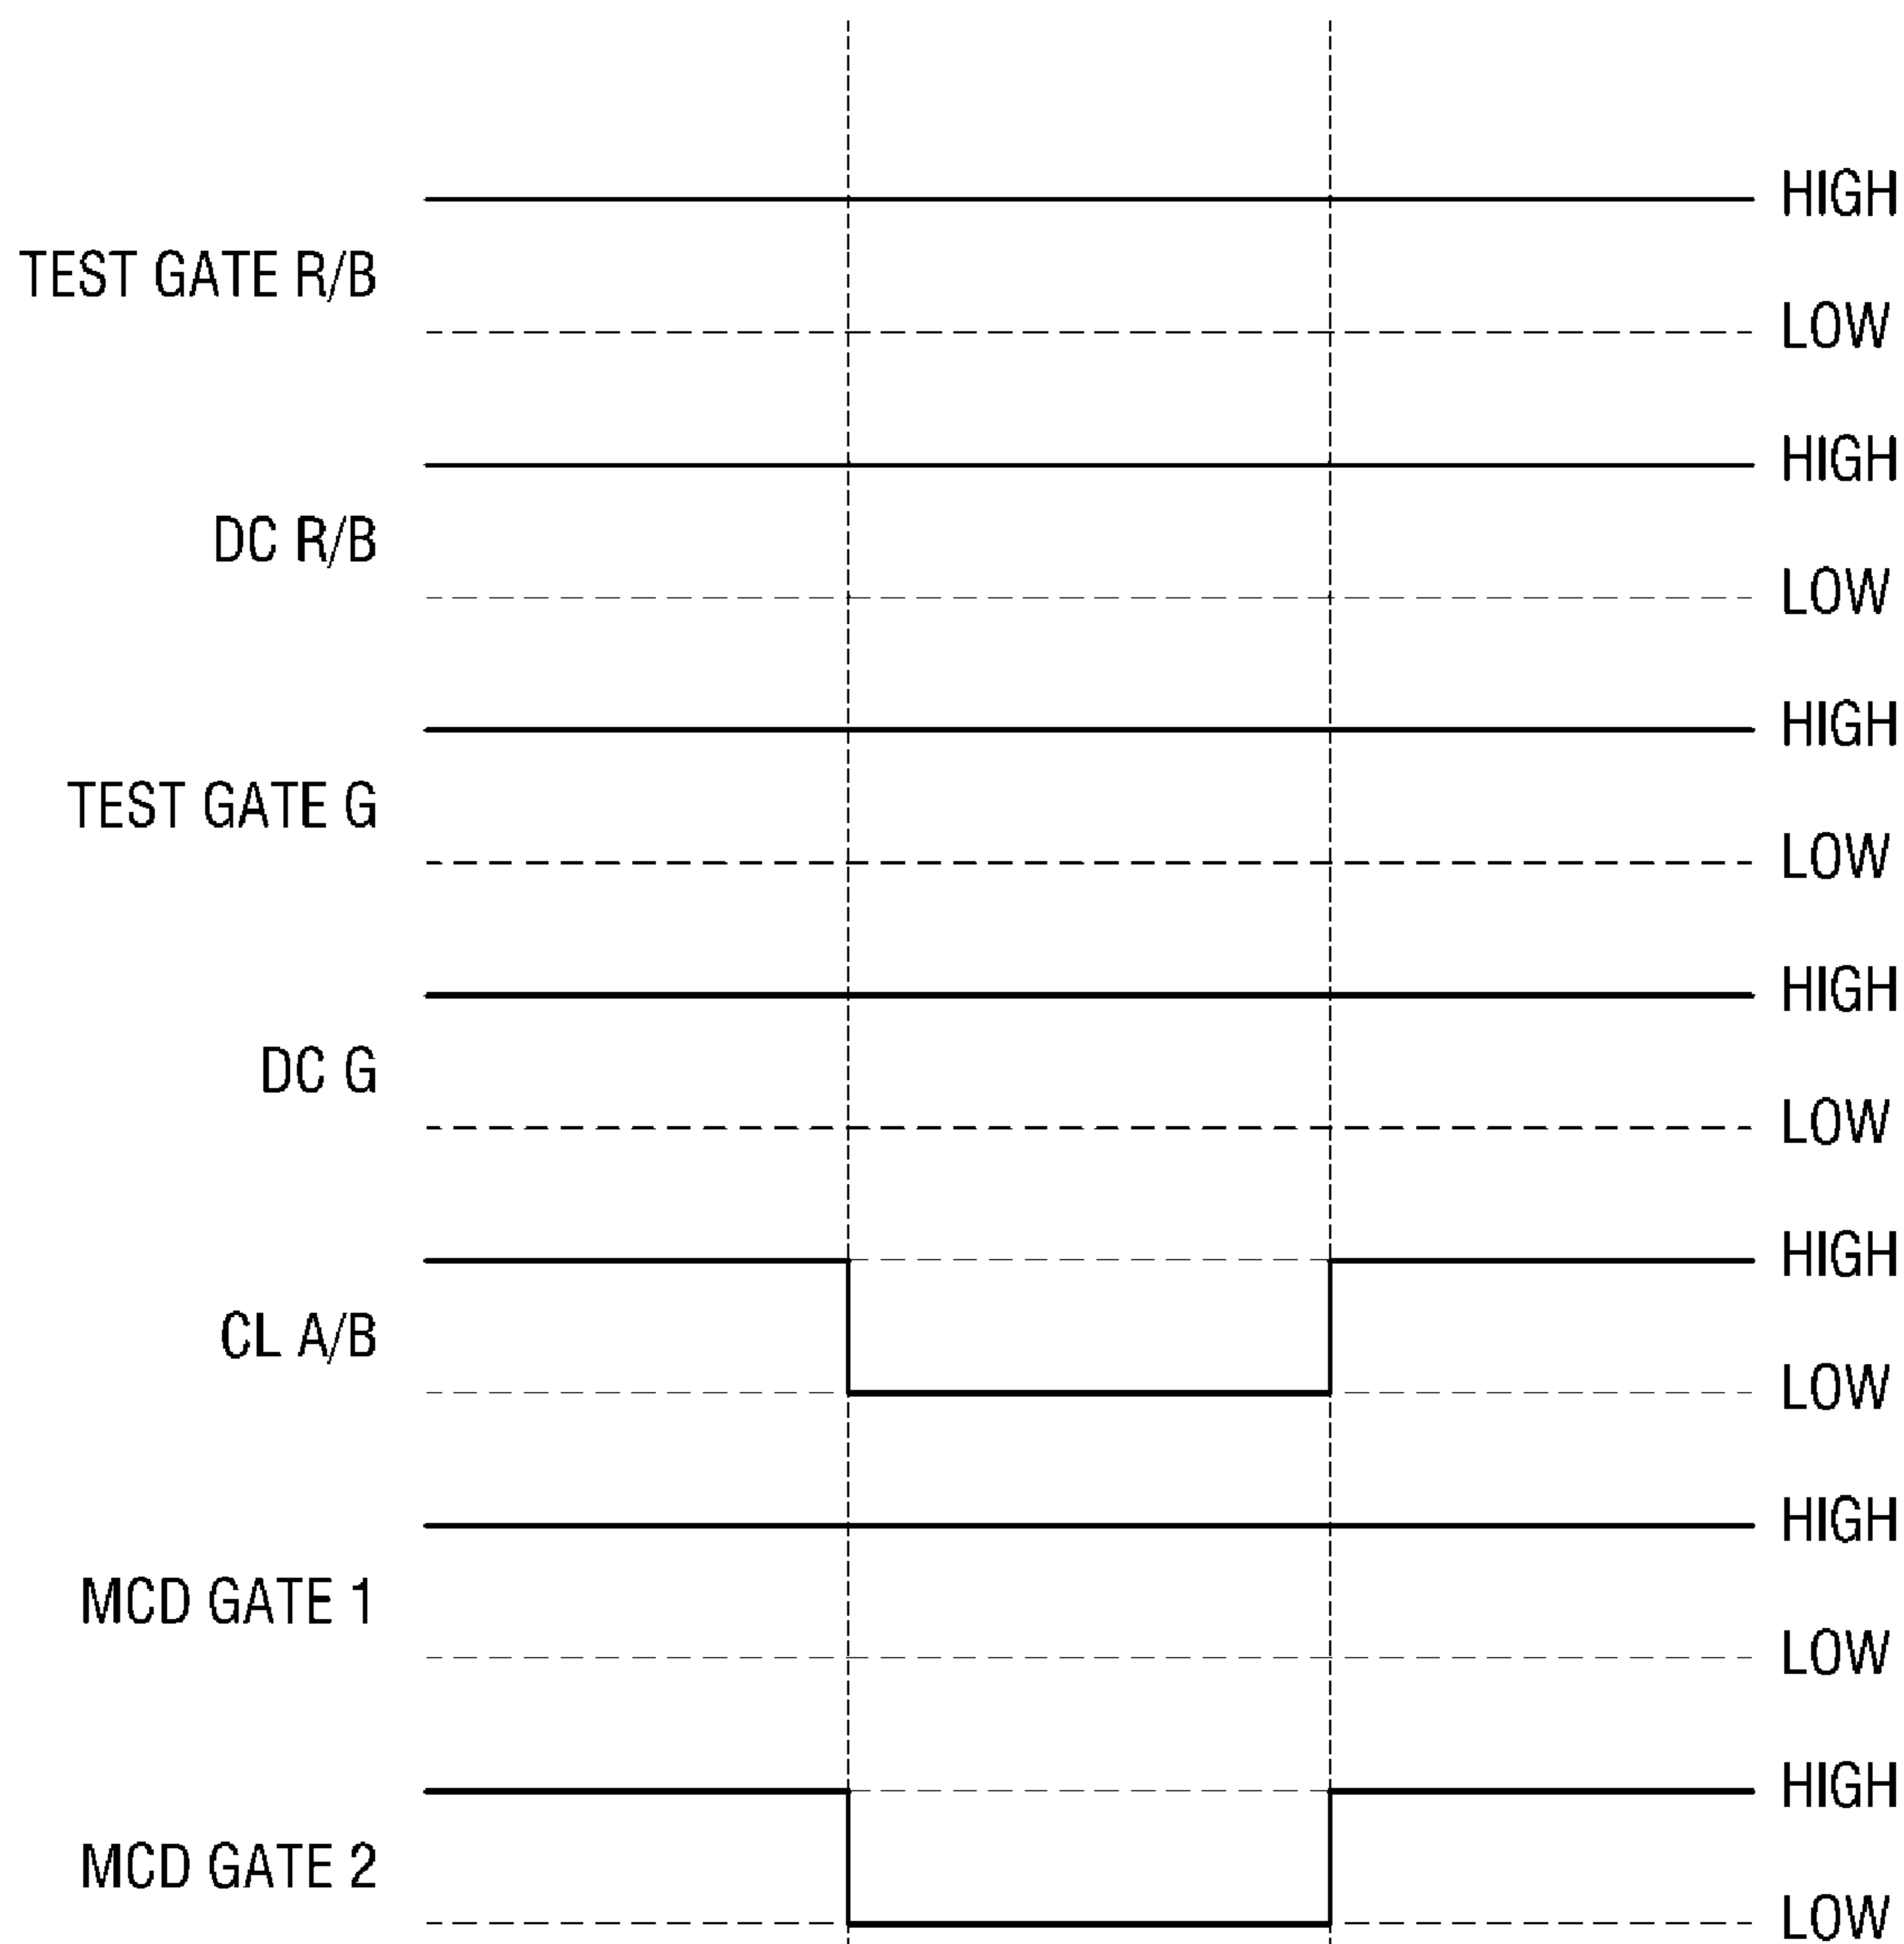 HIGH
TEST GATE R/B
LOW
HIGH
DC R/B
LOW
HIGH
TEST GATE G
LOW
HIGH
DC G
LOW
HIGH
CL A/B
LOW
HIGH
MCD GATE 1
LOW
HIGH
MCD GATE 2
LOW